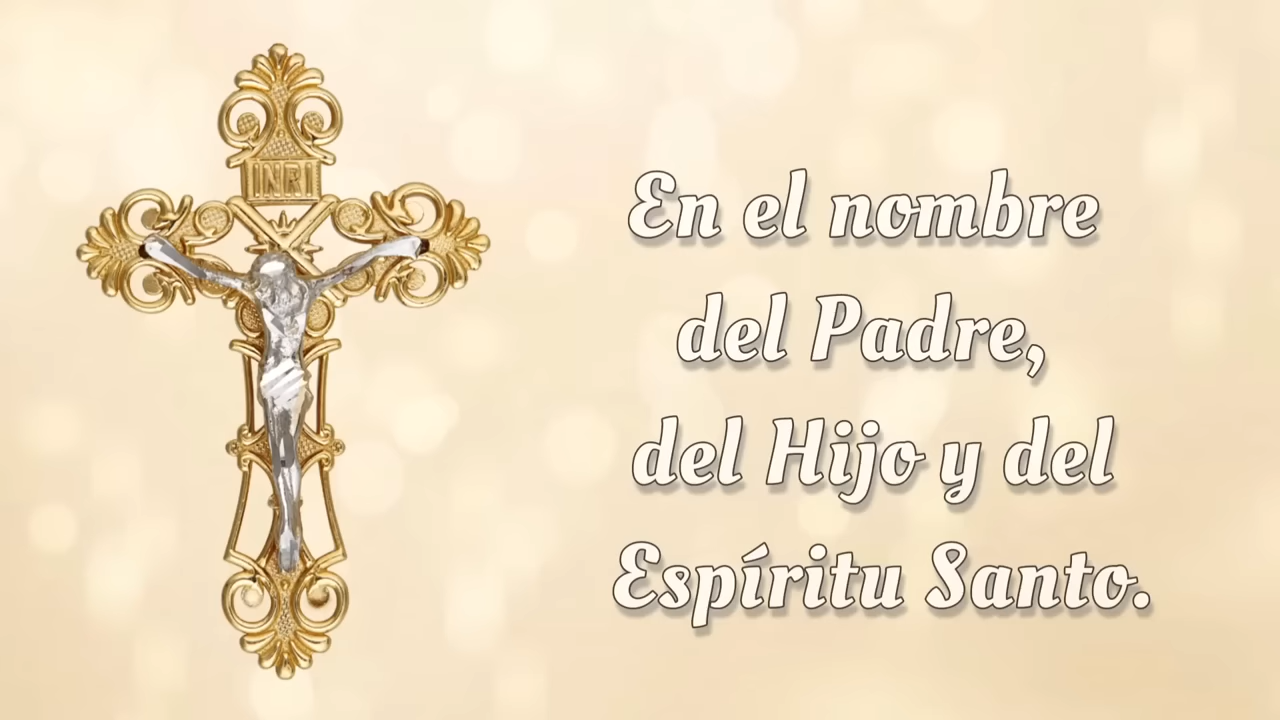 INRI
En el nombre
del Padre,
del Hijo y del
Espíritu Santo.